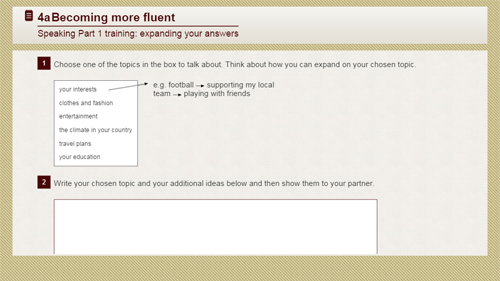 4aBecoming more fluent
Speaking Part 1 training: expanding your answers
1 Choose one of the topics in the box to talk about. Think about how you can expand on your chosen topic.
your interests
clothes and fashion
entertainment
the climate in your country
travel plans
your education
e.g. football → supporting my local
team → playing with friends
2 Write your chosen topic and your additional ideas below and then show them to your partner.